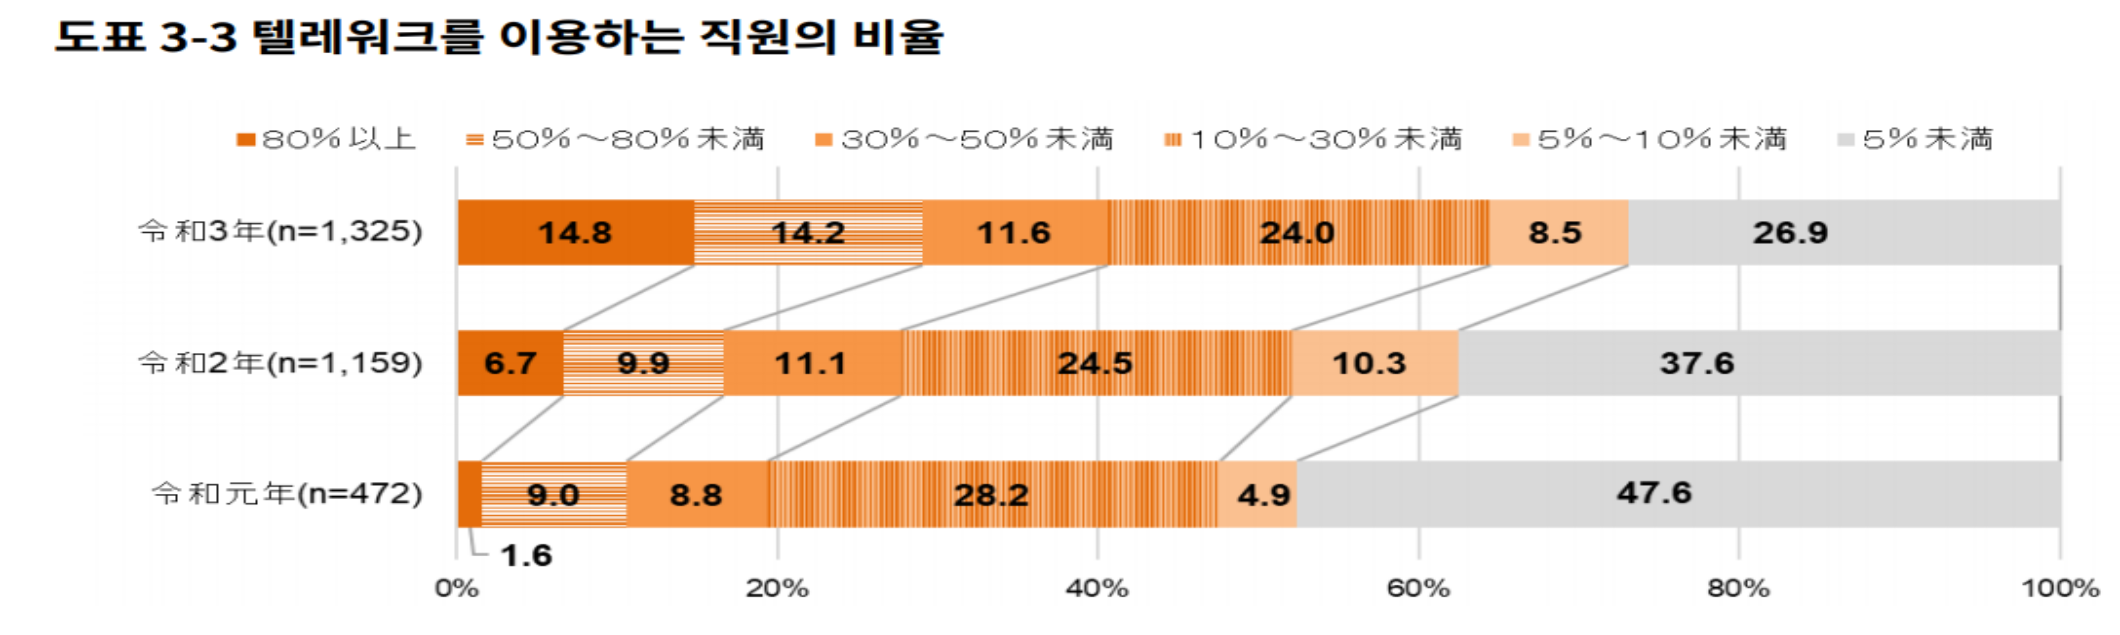 도표 3-3 텔레워크를 이용하는 직원의 비율
80%以上 50%～80%未満 30%～50%未満 10%～30%未満 5%～10%未満 5%未満
令和3年(n=1,325) 14.8 14.2 11.6 24.0 8.5 26.9
令和2年(n=1,159) 6.7 9.9 11.1 24.5 10.3 37.6
令和元年(n=472) 9.0 8.8 28.2 4.9 47.6
1.6
0% 20% 40% 60% 80% 100%